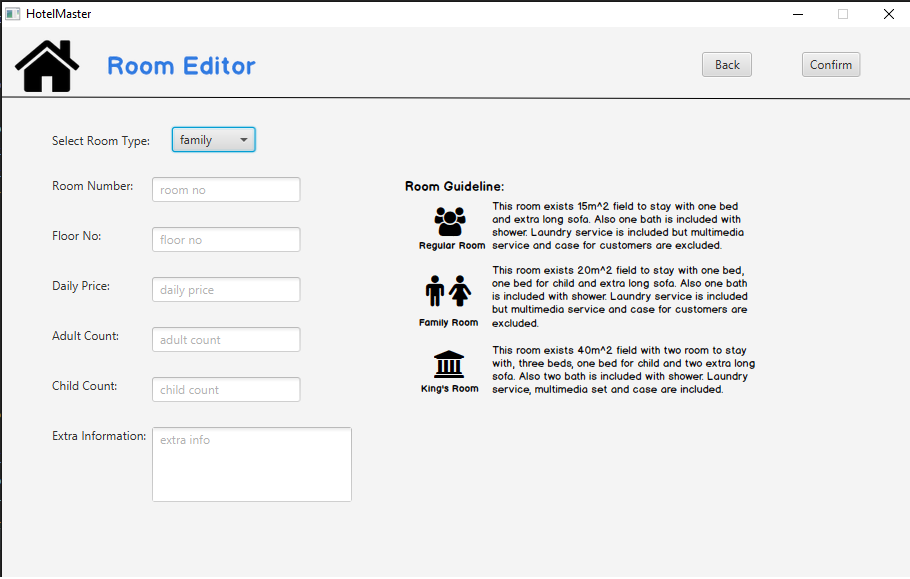 HotelMaster
Room Editor
Back
Confirm
Select Room Type:
family
Room Number:
room no
Floor No:
floor no
Daily Price:
daily price
Adult Count:
adult count
Child Count:
child count
Extra Information:
extra info
Room Guideline:
This room exists 15m^2 field to stay with one bed
and extra long sofa. Also one bath is included with
shower. Laundry service is included but multimedia
service and case for customers are excluded.
Regular Room
This room exists 20m^2 field to stay with one bed,
one bed for child and extra long sofa. Also one bath
is included with shower. Laundry service is included
but multimedia service and case for customers are
excluded.
Family Room
This room exists 40m^2 field with two room to stay
with, three beds, one bed for child and two extra long
sofa. Also two bath is included with shower. Laundry
service, multimedia set and case are included.
King's Room